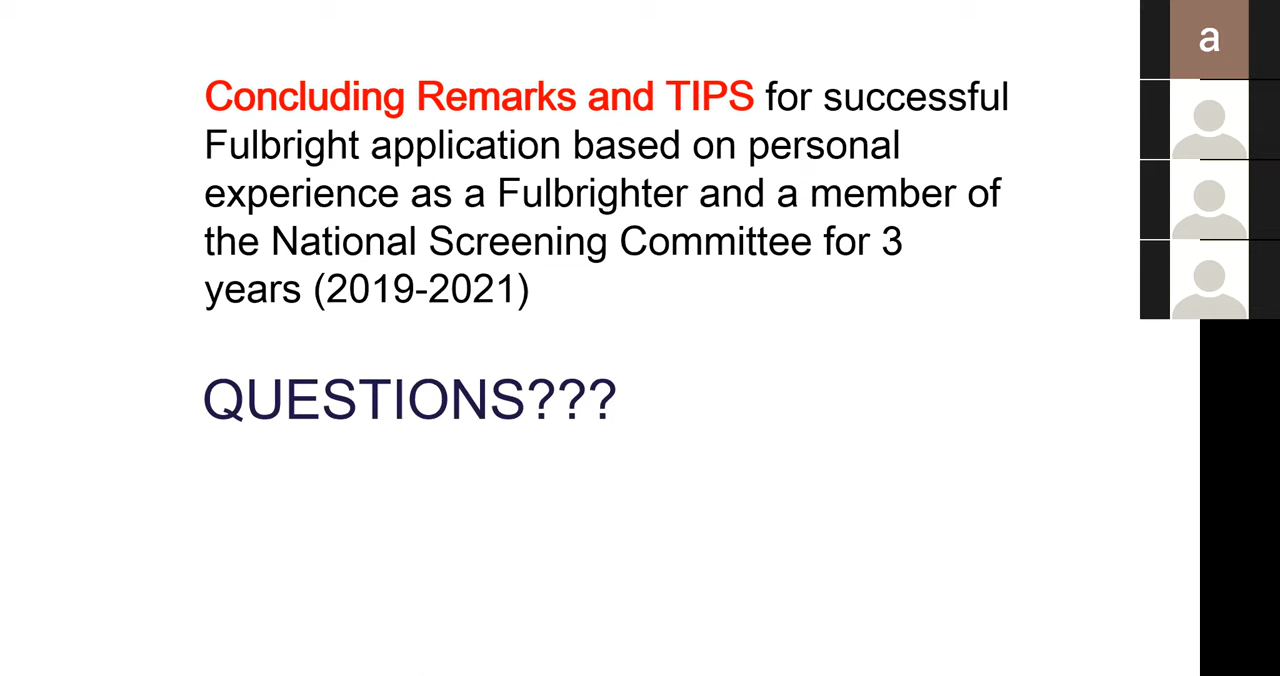 Concluding Remarks and TIPS for successful
Fulbright application based on personal
experience as a Fulbrighter and a member of
the National Screening Committee for 3
years (2019-2021)
QUESTIONS???
a